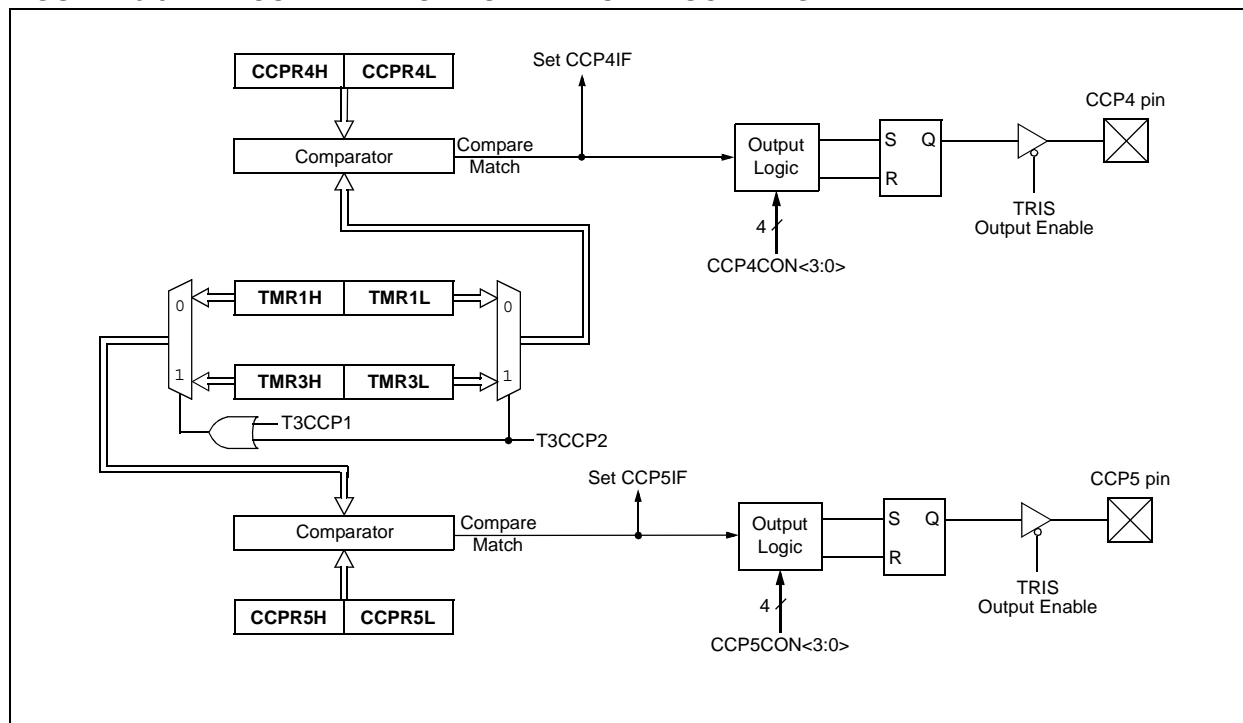 CCPR4H CCPR4L
Set CCP4IF
CCP4 pin
Comparator
Compare
Match
Output
Logic
S Q
R
TRIS
Output Enable
4
CCP4CON<3:0>
0 TMR1H TMR1L 0
1 TMR3H TMR3L 1
T3CCP1
T3CCP2
Set CCP5IF
CCP5 pin
Comparator
Compare
Match
Output
Logic
S Q
R
TRIS
Output Enable
4
CCPR5H CCPR5L
CCP5CON<3:0>